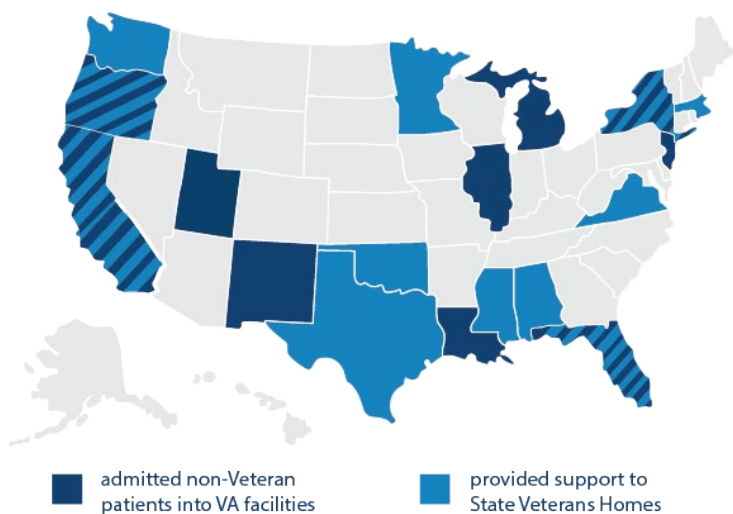 admitted non-Veteran
patients into VA facilities
provided support to
State Veterans Homes